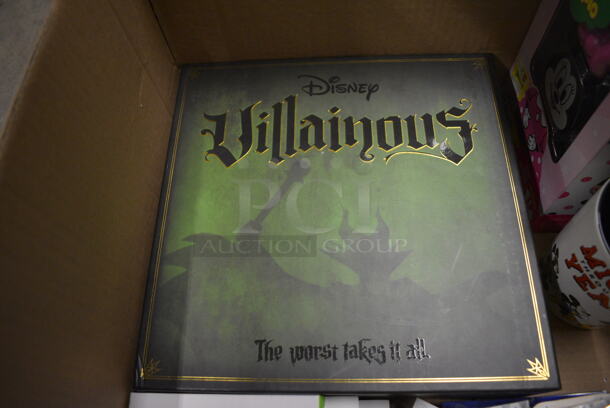 Disney
Villainous
PCI
AUCTION GROUP
The worst takes it all.